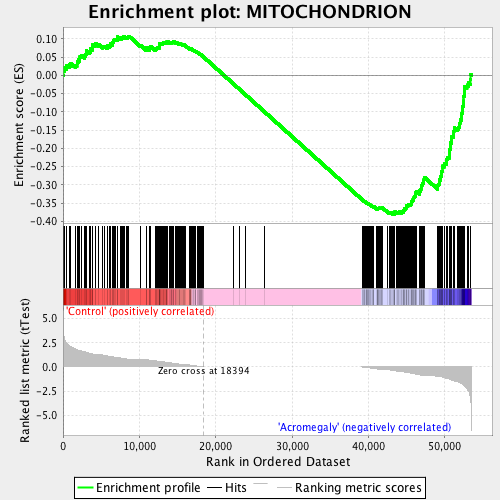 Enrichment plot: MITOCHONDRION
Enrichment score (ES)
0.10
0.05
0.00
-0.05
-0.10
-0.15
-0.20
-0.25
-0.30
-0.35
-0.40
'Control' (positively correlated)
Ranked list metric (tTest)
5.0
2.5
0.0
-2.5
-5.0
Zero cross at 18394
'Acromegaly' (negatively correlated)
0 10,000 20,000 30,000 40,000 50,000
Rank in Ordered Dataset
Enrichment profile Hits Ranking metric scores